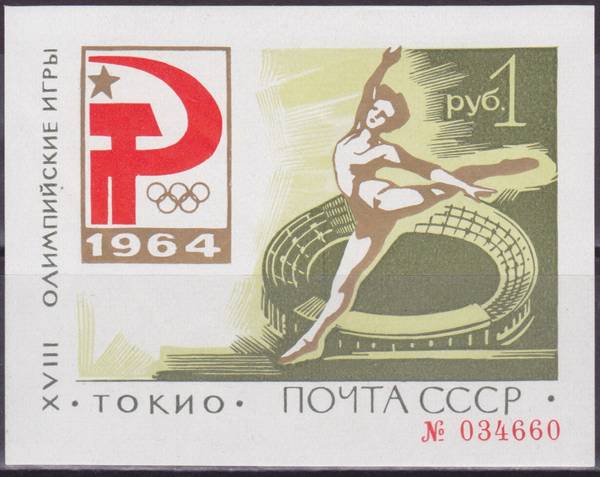 XVIII ОЛИМПИЙСКИЕ ИГРЫ
1964
руб. 1
• ТОКИО • ПОЧТА СССР •
№ 034660